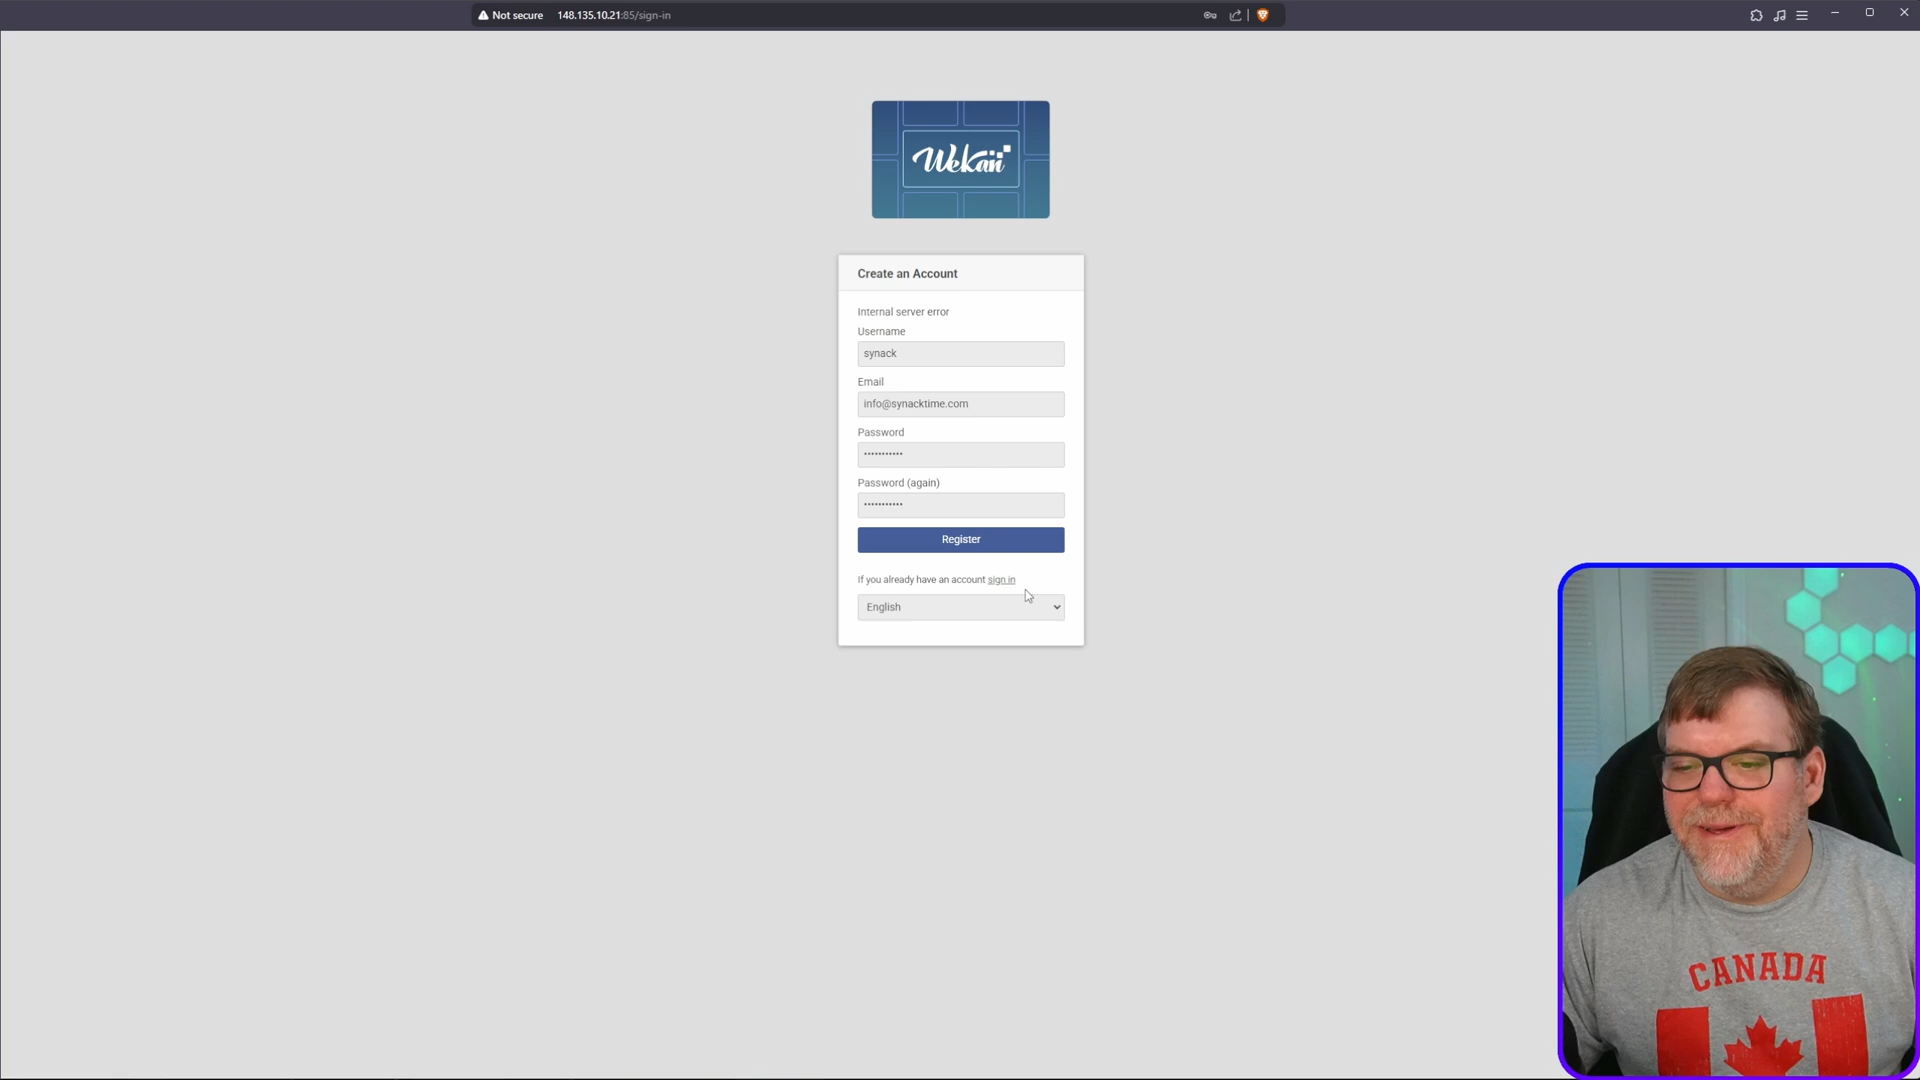 Not secure 148.135.10.21:85/sign-in
Wekan
Create an Account
Internal server error
Username
synack
Email
info@synacktime.com
Password
•••••••••••
Password (again)
•••••••••••
Register
If you already have an account sign in
English
CANADA